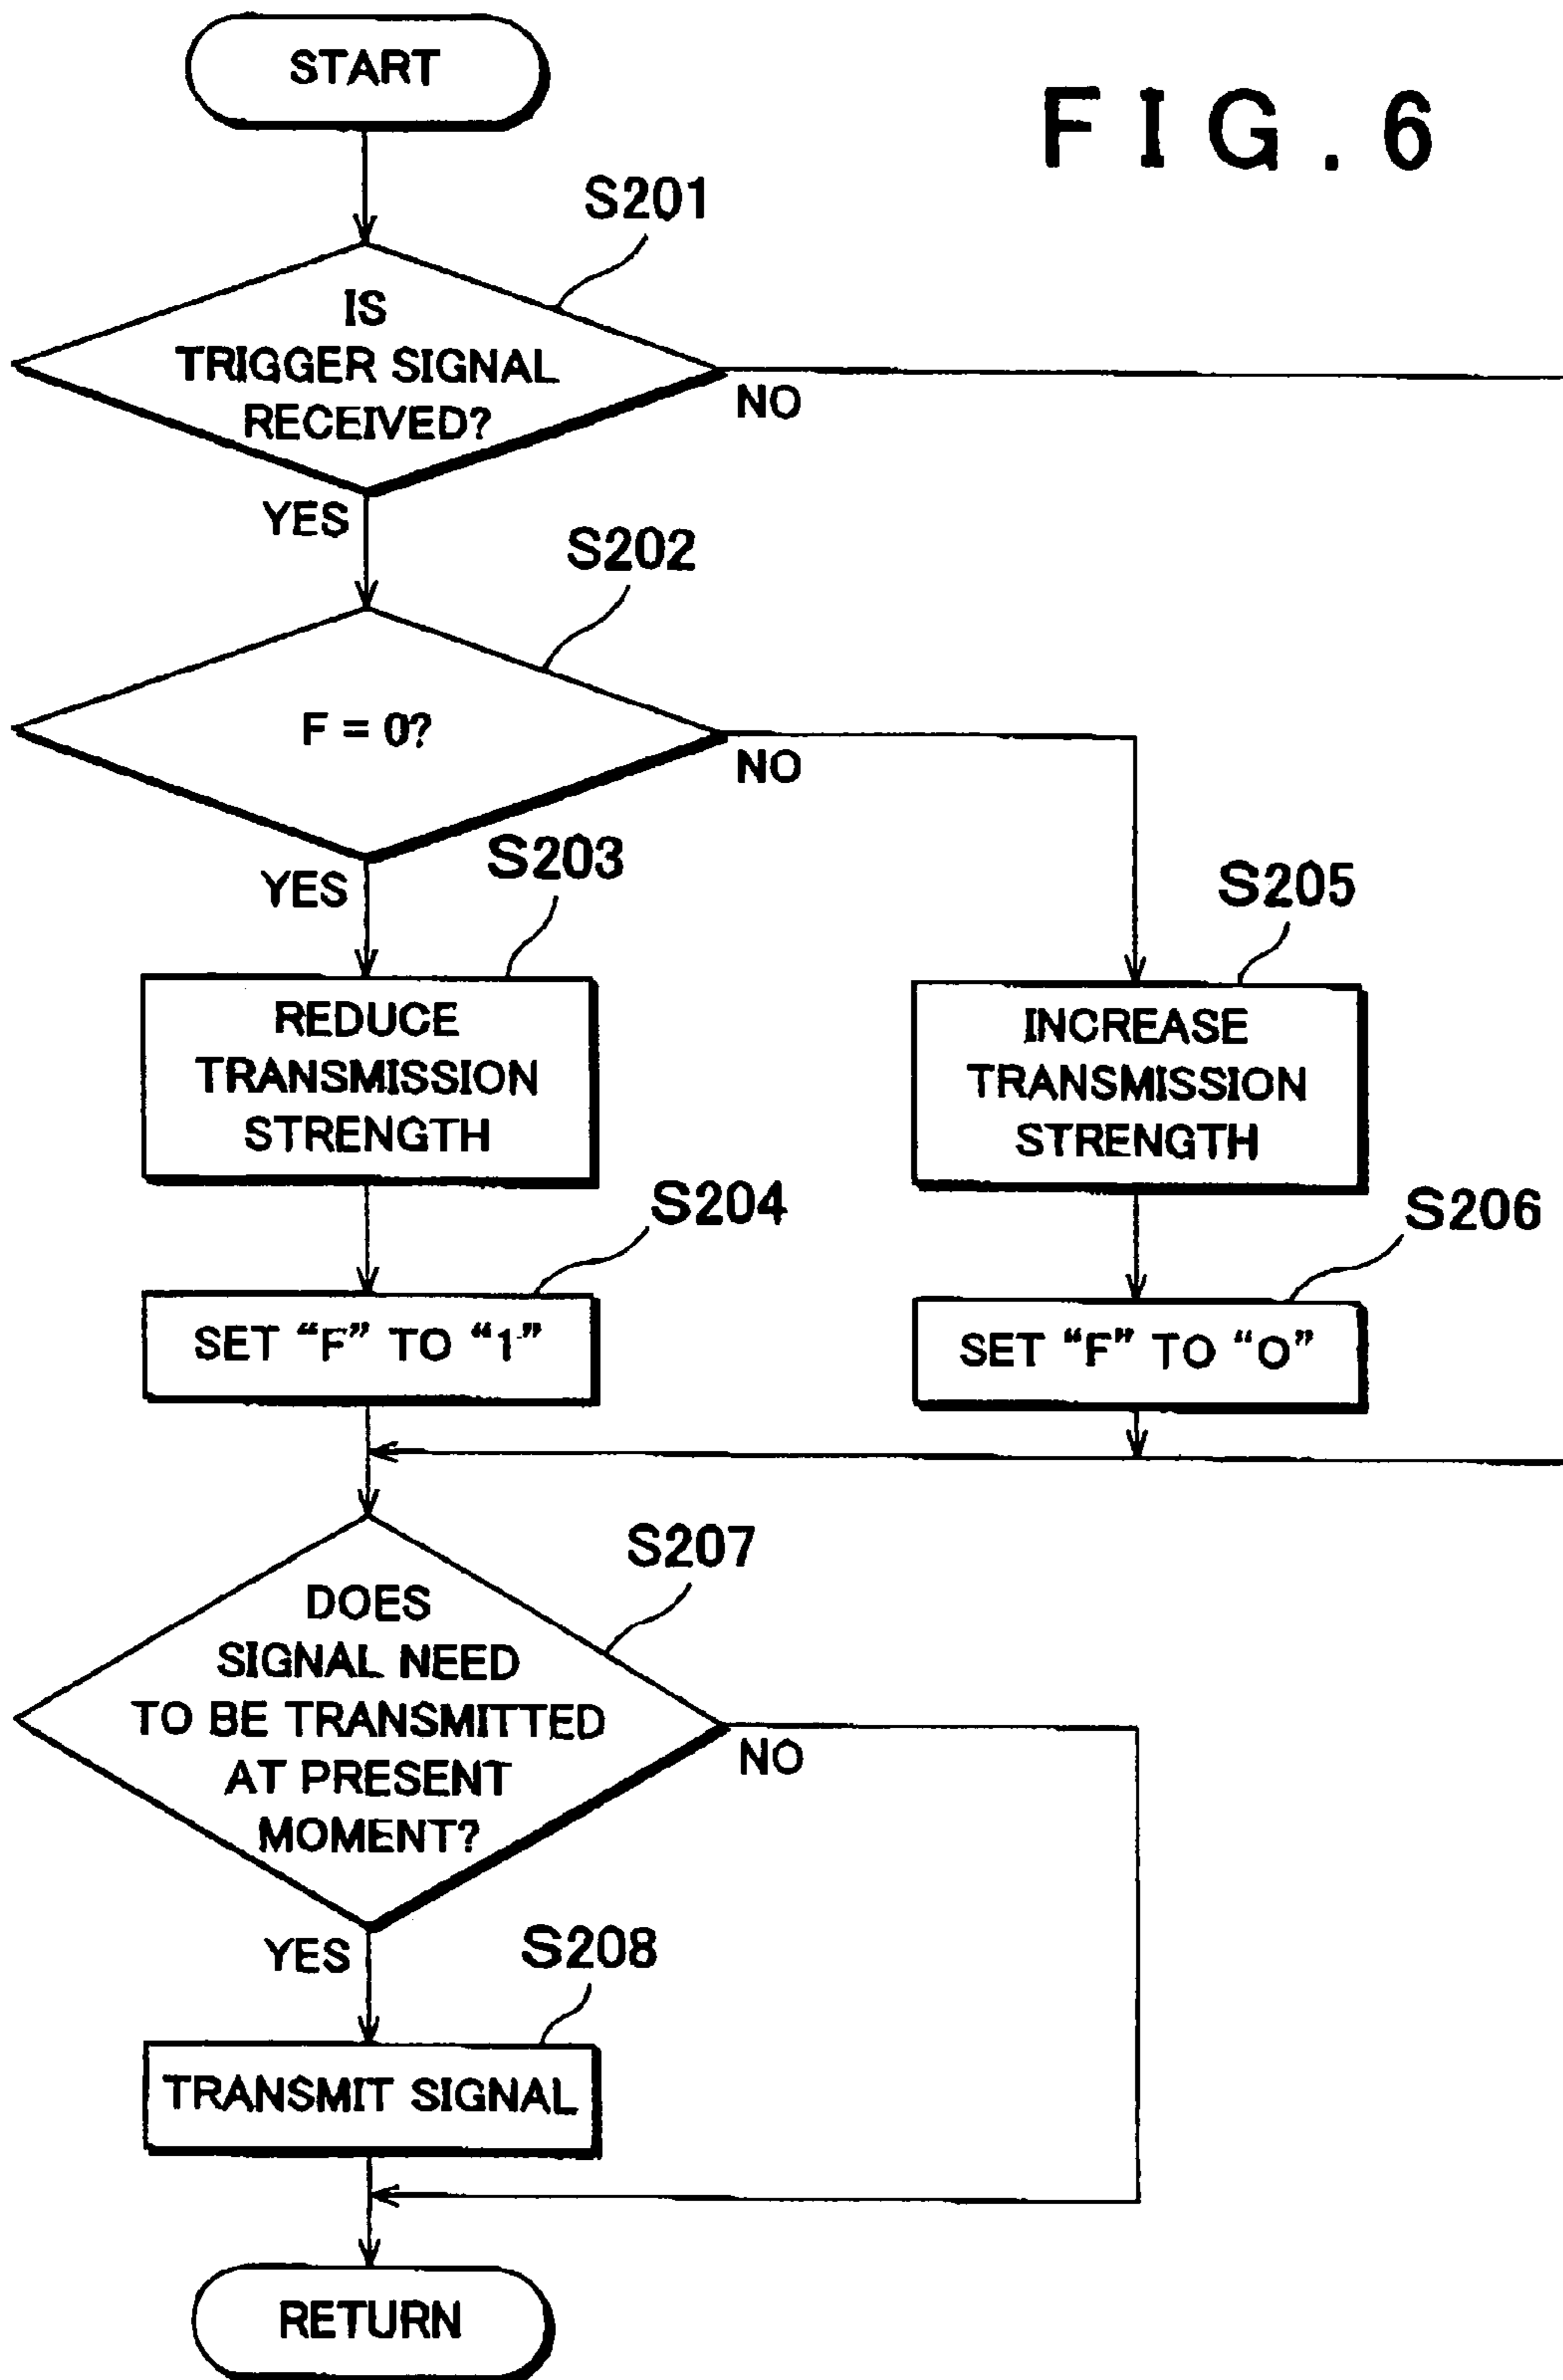 START
FIG.6
S201
IS
TRIGGER SIGNAL
RECEIVED?
NO
YES
S202
F = 0?
NO
YES
S203
S205
REDUCE
TRANSMISSION
STRENGTH
INCREASE
TRANSMISSION
STRENGTH
S204
S206
SET “F” TO “1”
SET “F” TO “0”
S207
DOES
SIGNAL NEED
TO BE TRANSMITTED
AT PRESENT
MOMENT?
NO
YES
S208
TRANSMIT SIGNAL
RETURN